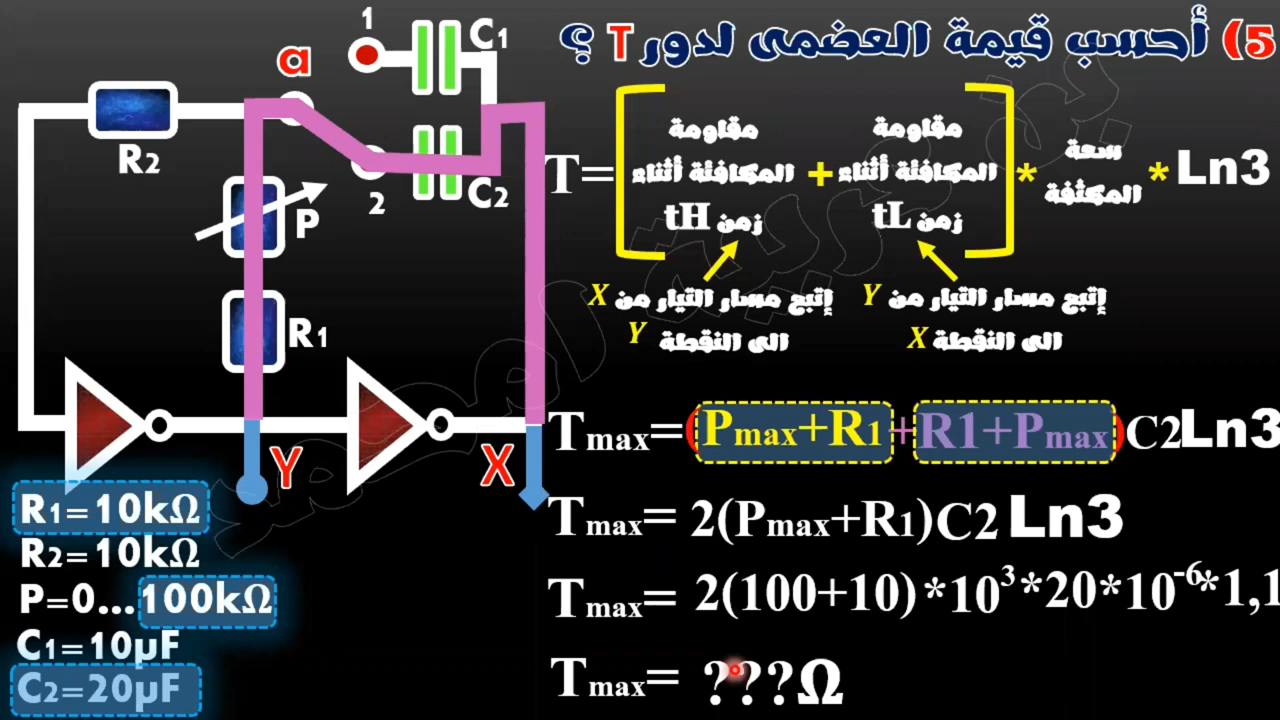 5) أحسب قيمة العضمى لدور T ؟
1
C1
a
R2
2
C2
P
R1
Y
X
T= [ مقاومة المكافئة أثناء زمن tH + مقاومة المكافئة أثناء زمن tL ] * سعة المكثفة * Ln3
إتبع مسار التيار من X
الى النقطة Y
إتبع مسار التيار من Y
الى النقطة X
Tmax=(Pmax+R1+R1+Pmax)C2Ln3
Tmax= 2(Pmax+R1)C2 Ln3
Tmax= 2(100+10)*10³*20*10⁻⁶*1,1
Tmax= ???Ω
R1=10kΩ
R2=10kΩ
P=0...100kΩ
C1=10µF
C2=20µF